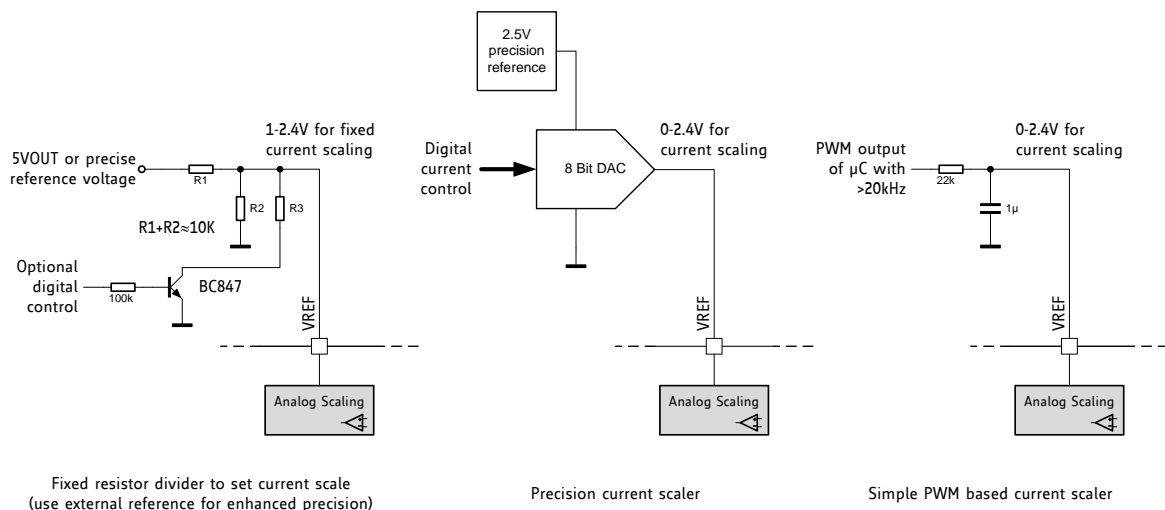 2.5V
precision
reference
1-2.4V for fixed
current scaling
5VOUT or precise
reference voltage
R1
R2
R3
R1+R2≈10K
Optional
digital
control
100k
BC847
VREF
Analog Scaling
Fixed resistor divider to set current scale
(use external reference for enhanced precision)
Digital
current
control
8 Bit DAC
0-2.4V for
current scaling
VREF
Analog Scaling
Precision current scaler
PWM output
of µC with
>20kHz
22k
1µ
0-2.4V for
current scaling
VREF
Analog Scaling
Simple PWM based current scaler